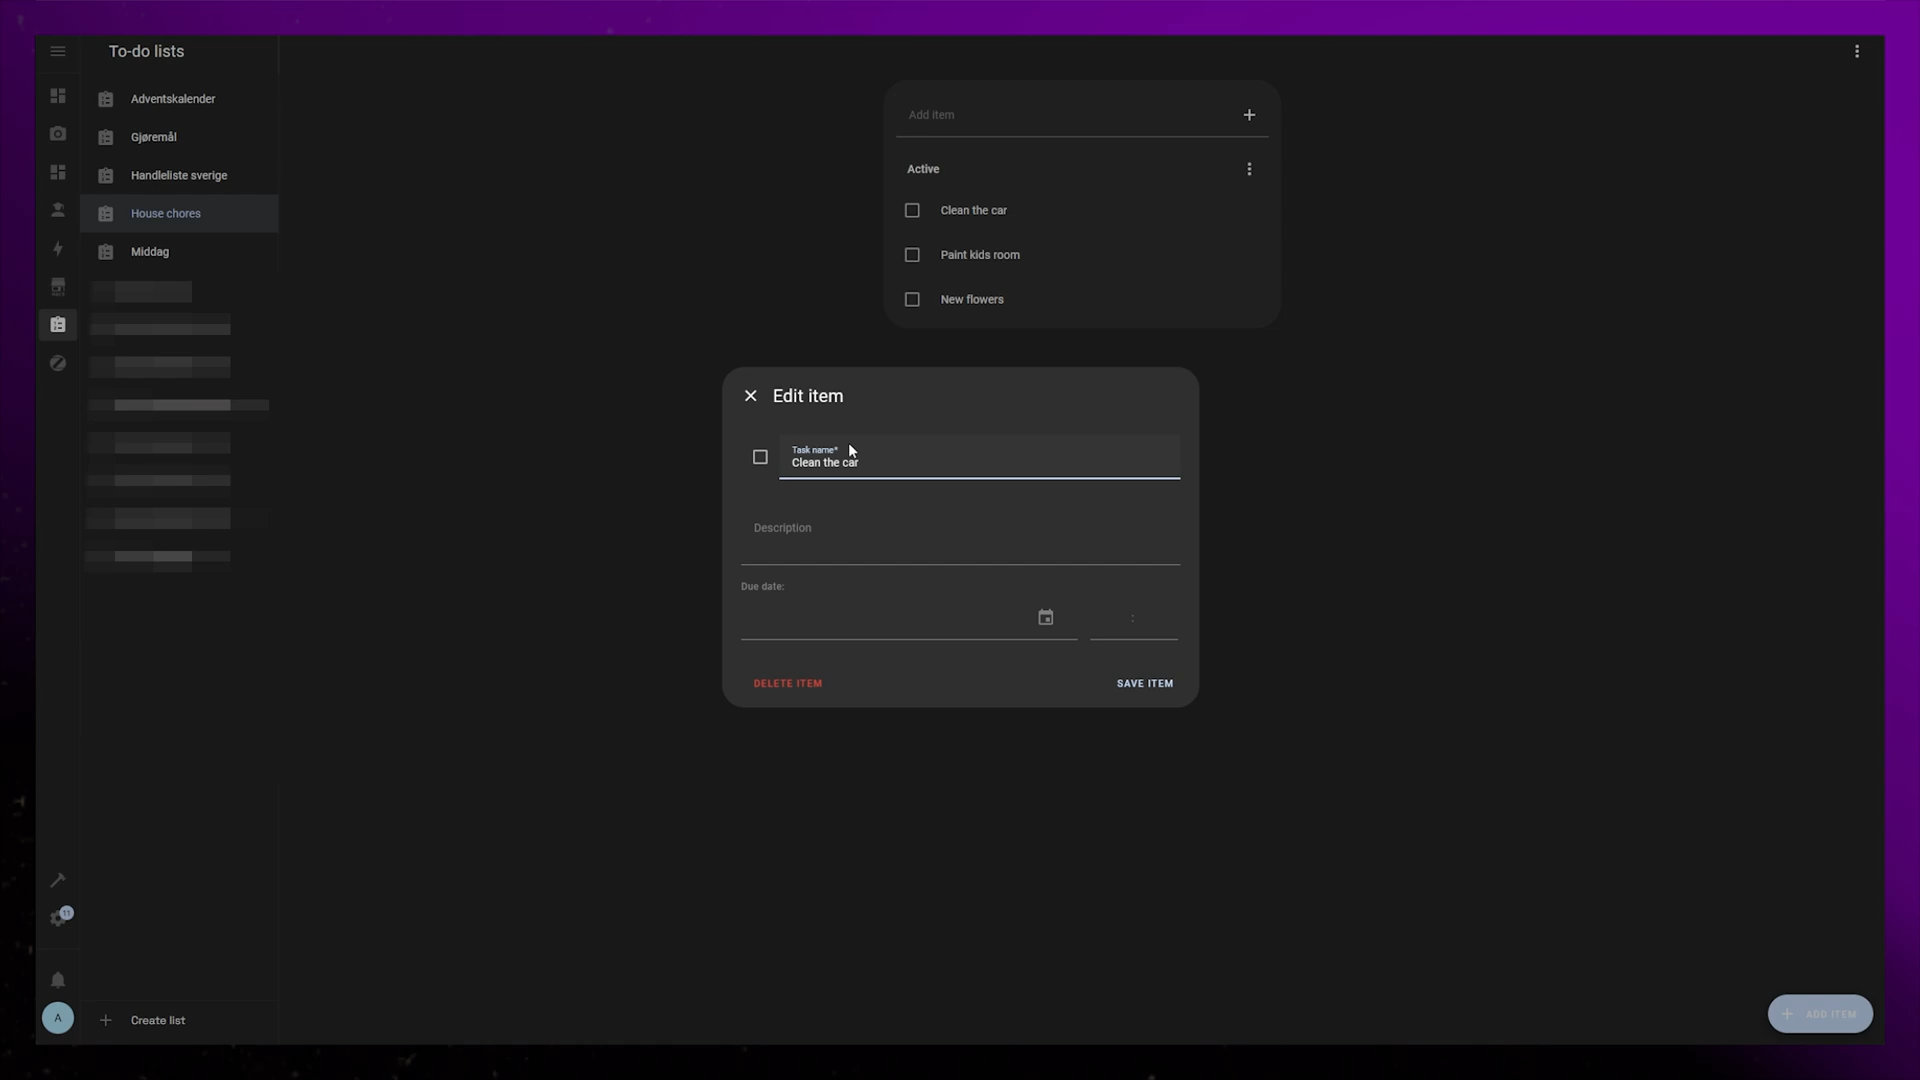 To-do lists
Adventskalender
Gjøremål
Handleliste sverige
House chores
Middag
Add item
Active
Clean the car
Paint kids room
New flowers
Edit item
Task name*
Clean the car
Description
Due date:
:
DELETE ITEM
SAVE ITEM
11
A
Create list
ADD ITEM